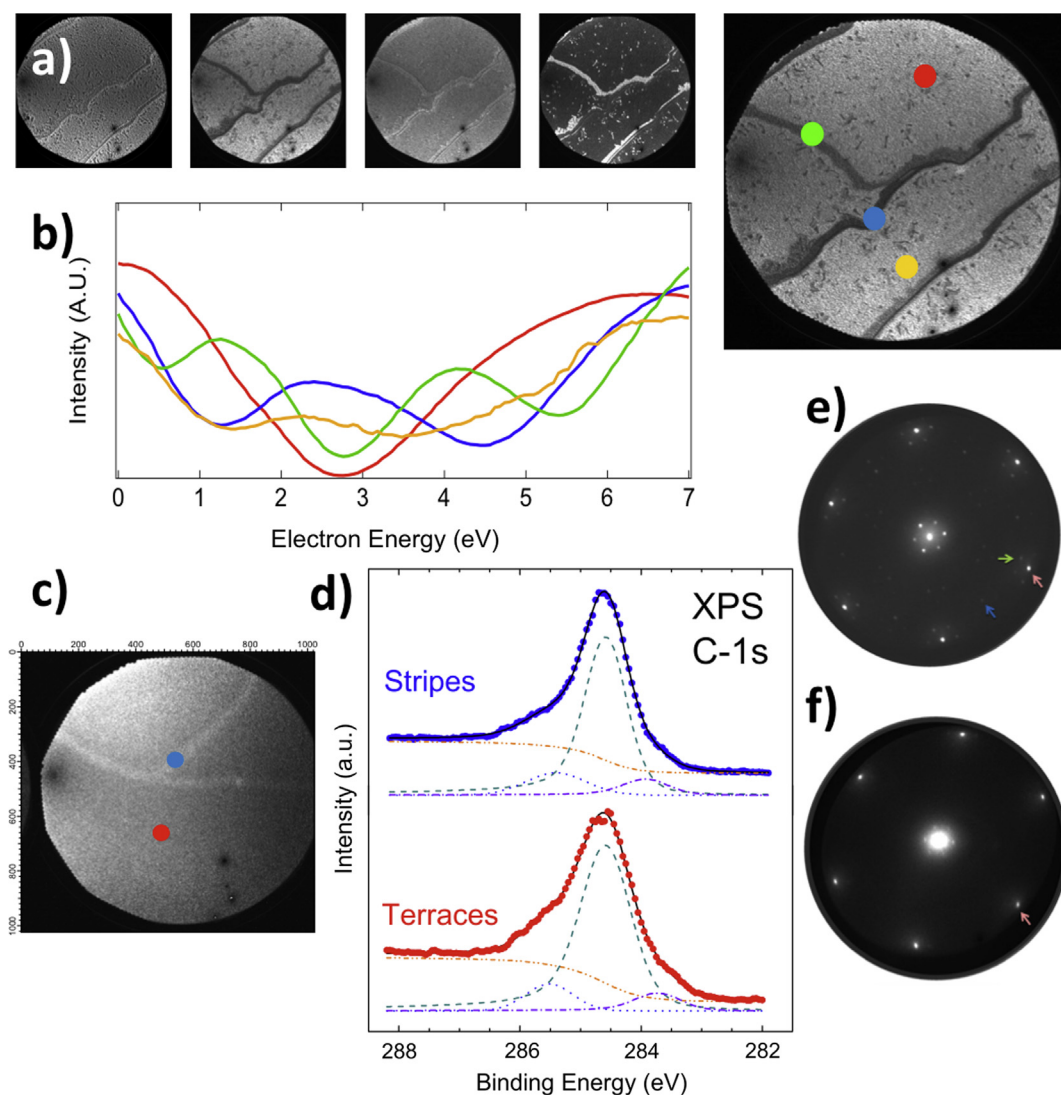 a)
b)
Intensity (A.U.)
0 1 2 3 4 5 6 7
Electron Energy (eV)
c)
0 200 400 600 800 1000
0
200
400
600
800
1000
d)
XPS
C-1s
Stripes
Terraces
Intensity (a.u.)
288 286 284 282
Binding Energy (eV)
e)
f)